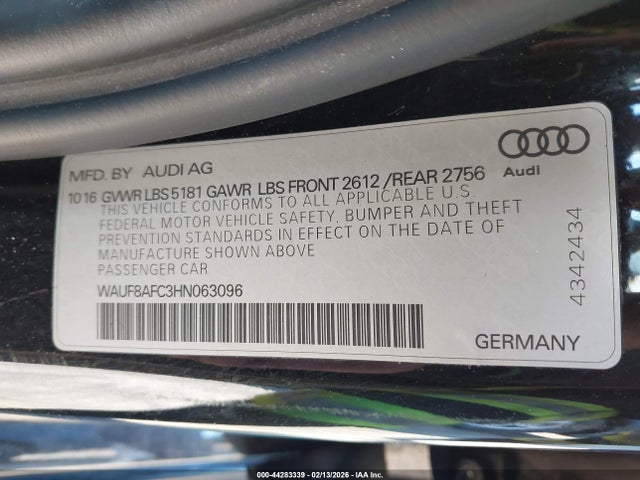 MFD. BY AUDI AG
Audi
10 16 GVWR LBS 5181 GAWR LBS FRONT 2612 /REAR 2756
THIS VEHICLE CONFORMS TO ALL APPLICABLE U.S.
FEDERAL MOTOR VEHICLE SAFETY, BUMPER AND THEFT
PREVENTION STANDARDS IN EFFECT ON THE DATE OF
MANUFACTURE SHOWN ABOVE
PASSENGER CAR
WAUF8AFC3HN063096
4342434
GERMANY
000-44283339 - 02/13/2026 - IAA Inc.